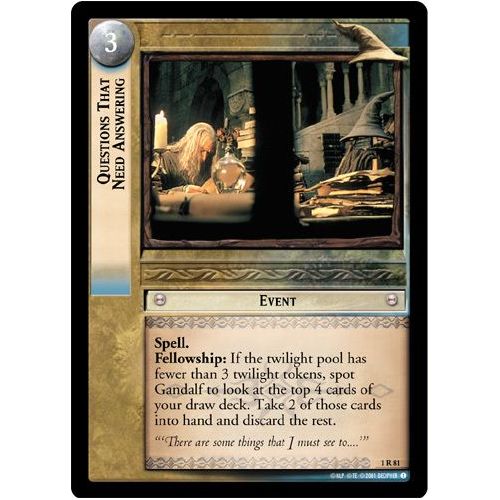 3
QUESTIONS THAT
NEED ANSWERING
EVENT
Spell.
Fellowship: If the twilight pool has
fewer than 3 twilight tokens, spot
Gandalf to look at the top 4 cards of
your draw deck. Take 2 of those cards
into hand and discard the rest.
“‘There are some things that I must see to....’”
1 R 81